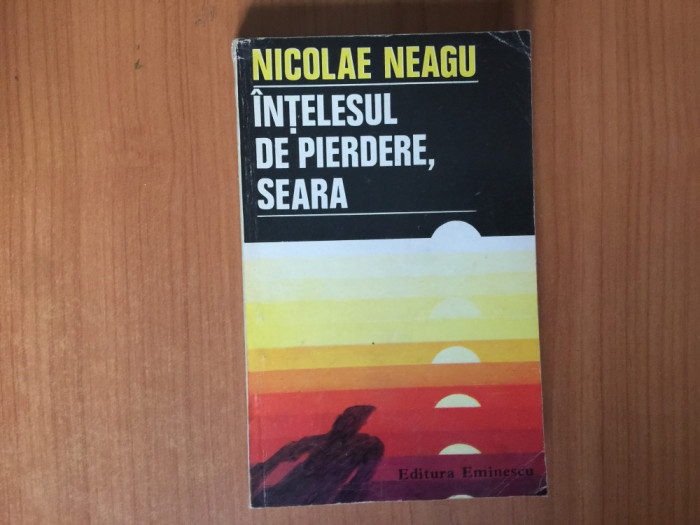 NICOLAE NEAGU
ÎNȚELESUL
DE PIERDERE,
SEARA
Editura Eminescu